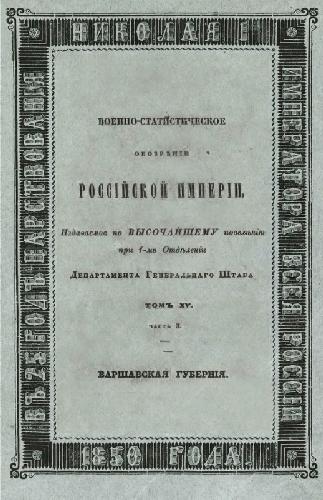 НИКОЛАЯ I
ИМПЕРАТОРА ВСЕЯ РОССІИ
ВЪ 25 ГОДЪ ЦАРСТВОВАНІЯ
ВОЕННО-СТАТИСТИЧЕСКОЕ
ОБОЗРѢНІЕ
РОССІЙСКОЙ ИМПЕРІИ,
Издаваемое по ВЫСОЧАЙШЕМУ повелѣнію
при 1-мъ Отдѣленіи
Департамента Генеральнаго Штаба
ТОМЪ XV.
ЧАСТЬ
ВАРШАВСКАЯ ГУБЕРНІЯ.
1850 ГОДА.